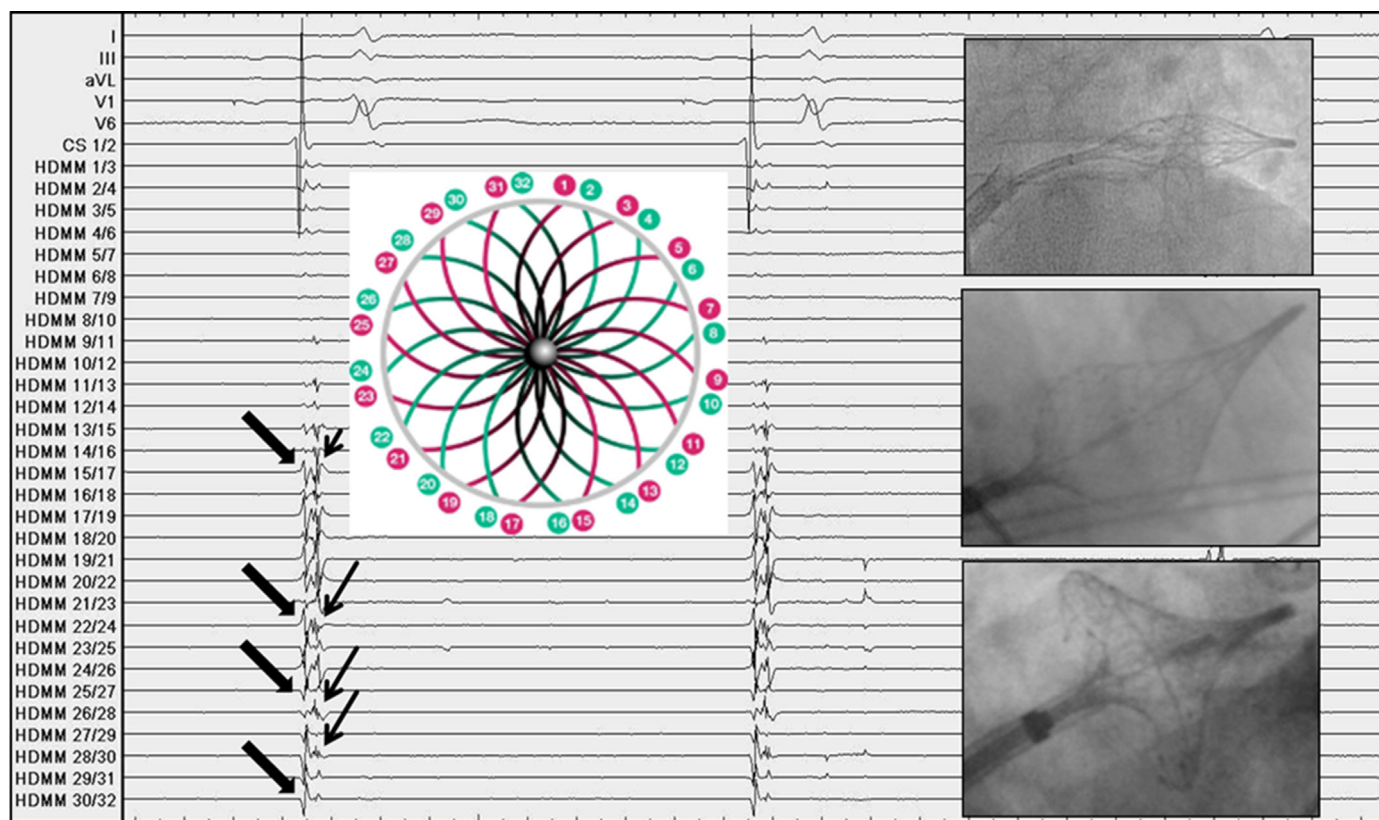 I
III
aVL
V1
V6
CS 1/2
HDMM 1/3
HDMM 2/4
HDMM 3/5
HDMM 4/6
HDMM 5/7
HDMM 6/8
HDMM 7/9
HDMM 8/10
HDMM 9/11
HDMM 10/12
HDMM 11/13
HDMM 12/14
HDMM 13/15
HDMM 14/16
HDMM 15/17
HDMM 16/18
HDMM 17/19
HDMM 18/20
HDMM 19/21
HDMM 20/22
HDMM 21/23
HDMM 22/24
HDMM 23/25
HDMM 24/26
HDMM 25/27
HDMM 26/28
HDMM 27/29
HDMM 28/30
HDMM 29/31
HDMM 30/32
1
2
3
4
5
6
7
8
9
10
11
12
13
14
15
16
17
18
19
20
21
22
23
24
25
26
27
28
29
30
31
32